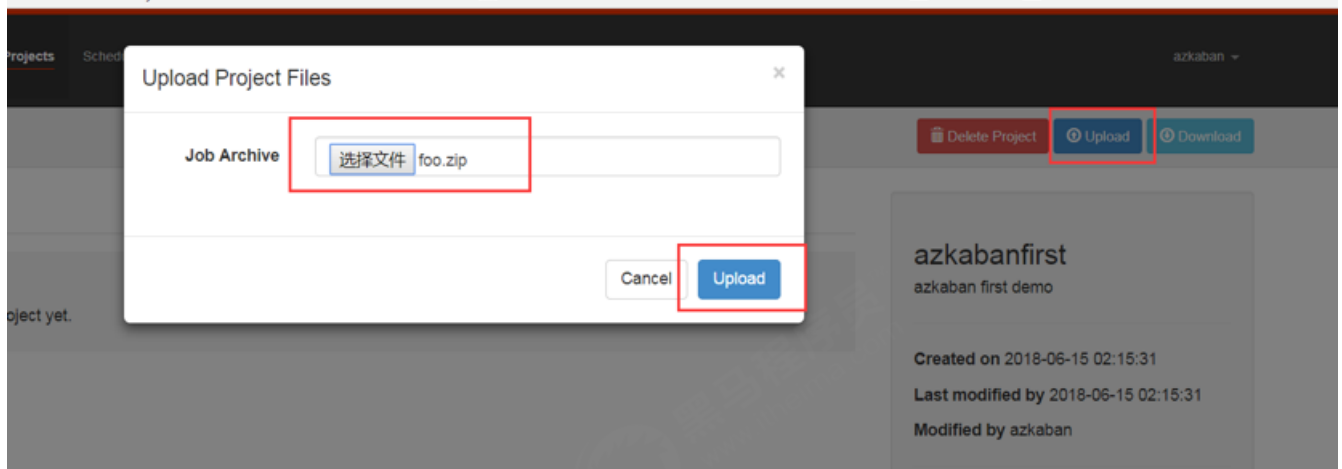 Projects Sched azkaban
Upload Project Files ×
Delete Project Upload Download
Job Archive 选择文件 foo.zip
azkabanfirst
Cancel Upload
azkaban first demo
oject yet.
Created on 2018-06-15 02:15:31
Last modified by 2018-06-15 02:15:31
Modified by azkaban